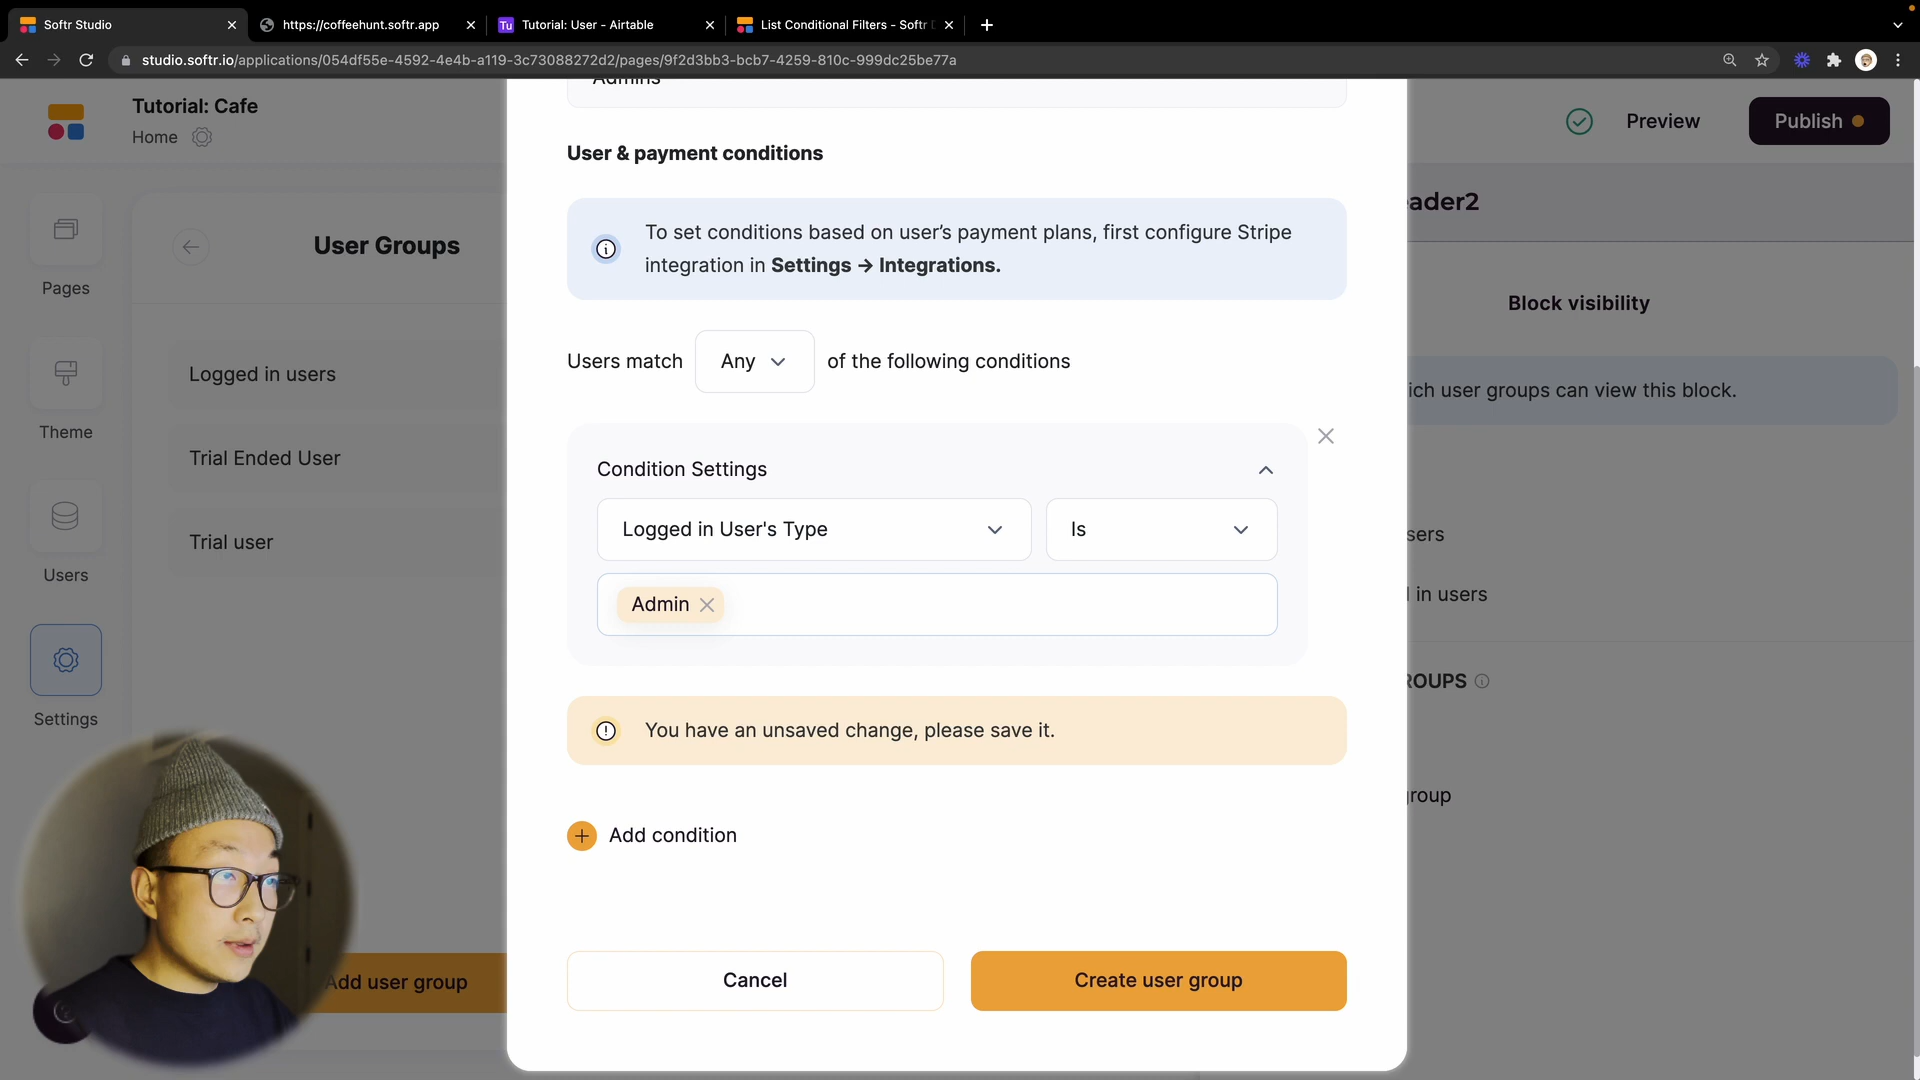 Softr Studio
https://coffeehunt.softr.app
Tu
Tutorial: User - Airtable
List Conditional Filters - Softr
studio.softr.io/applications/054df55e-4592-4e4b-a119-3c73088272d2/pages/9f2d3bb3-bcb7-4259-810c-999dc25be77a
Tutorial: Cafe
Home
Preview
Publish
Pages
Theme
Users
Settings
User Groups
Logged in users
Trial Ended User
Trial user
Add user group
Admins
User & payment conditions
To set conditions based on user’s payment plans, first configure Stripe
integration in Settings → Integrations.
Users match Any of the following conditions
Condition Settings
Logged in User's Type
Is
Admin
You have an unsaved change, please save it.
Add condition
Cancel
Create user group
eader2
Block visibility
ich user groups can view this block.
sers
in users
ROUPS
group